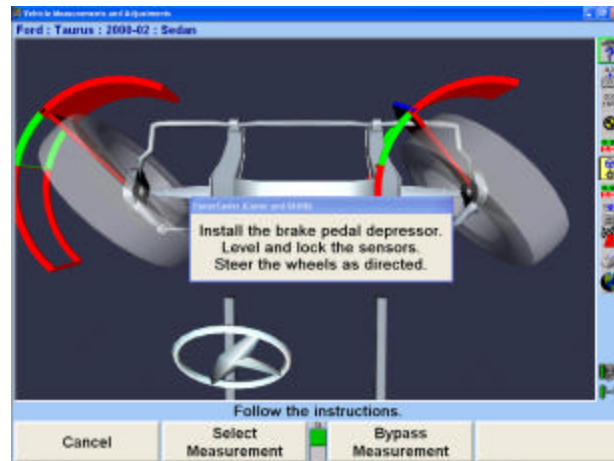 Vehicle Measurements and Adjustments
Ford : Taurus : 2000-02 : Sedan
Install the brake pedal depressor.
Level and lock the sensors.
Steer the wheels as directed.
Follow the instructions.
Cancel
Select
Measurement
Bypass
Measurement